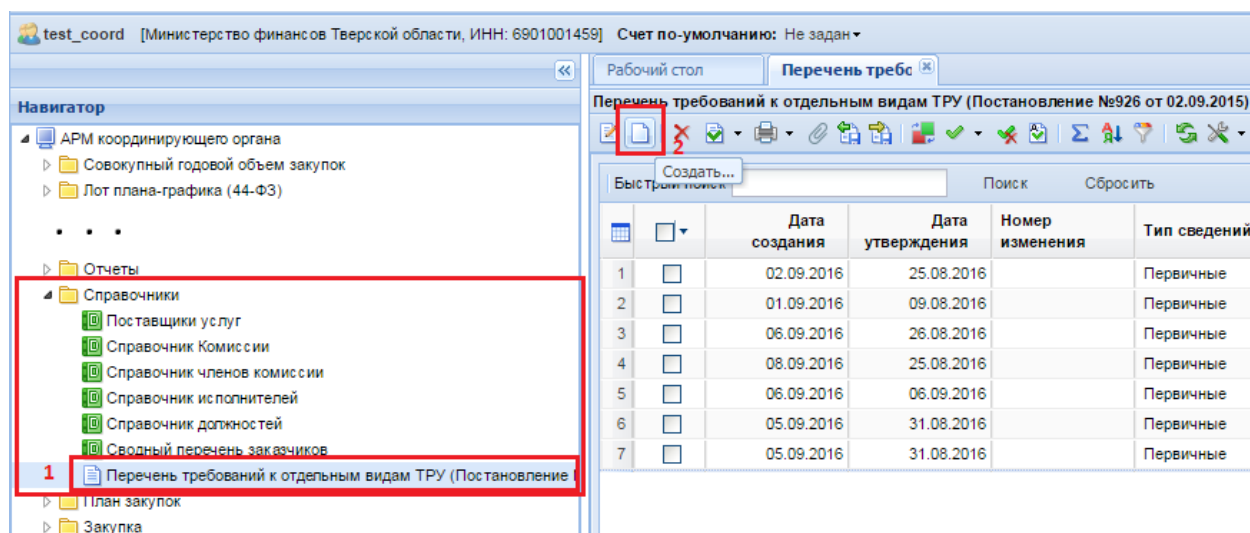 test_coord [Министерство финансов Тверской области, ИНН: 6901001459] Счет по-умолчанию: Не задан
Навигатор
АРМ координирующего органа
Совокупный годовой объем закупок
Лот плана-графика (44-ФЗ)
• • •
Отчеты
Справочники
Поставщики услуг
Справочник Комиссии
Справочник членов комиссии
Справочник исполнителей
Справочник должностей
Сводный перечень заказчиков
1 Перечень требований к отдельным видам ТРУ (Постановление
План закупок
Закупка
Рабочий стол Перечень требо
Перечень требований к отдельным видам ТРУ (Постановление №926 от 02.09.2015)
2
Создать...
Быстрый поиск Поиск Сбросить
Дата создания Дата утверждения Номер изменения Тип сведений
1 02.09.2016 25.08.2016 Первичные
2 01.09.2016 09.08.2016 Первичные
3 06.09.2016 26.08.2016 Первичные
4 08.09.2016 25.08.2016 Первичные
5 06.09.2016 06.09.2016 Первичные
6 05.09.2016 31.08.2016 Первичные
7 05.09.2016 31.08.2016 Первичные